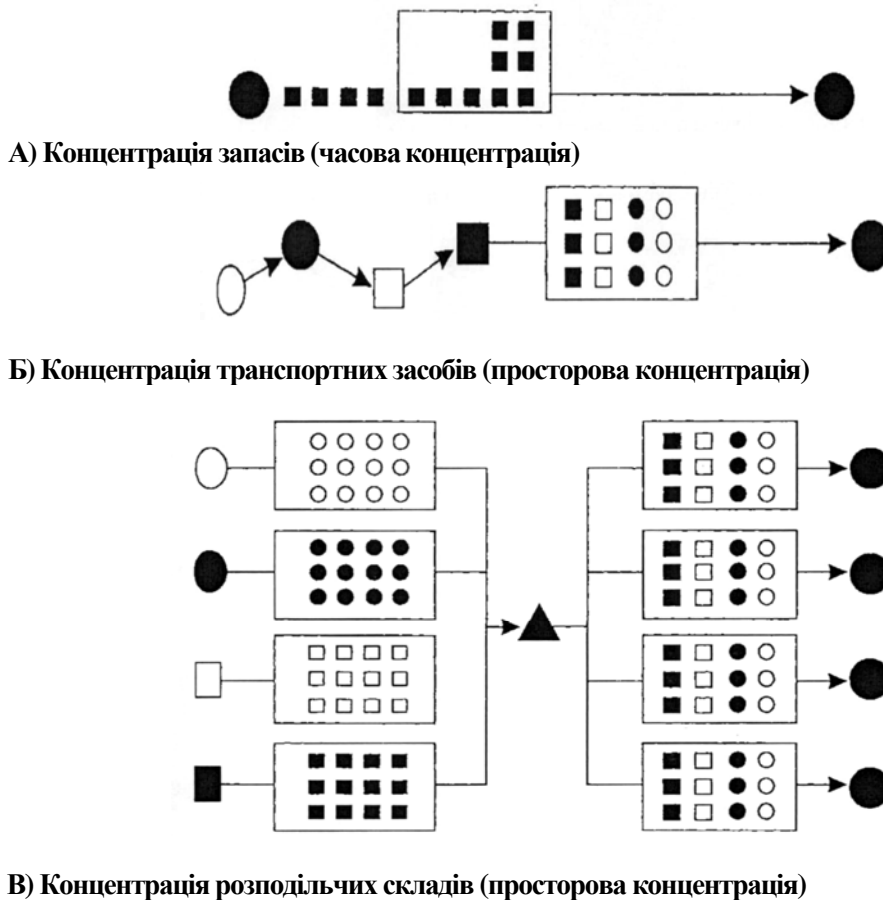 А) Концентрація запасів (часова концентрація)
Б) Концентрація транспортних засобів (просторова концентрація)
В) Концентрація розподільчих складів (просторова концентрація)